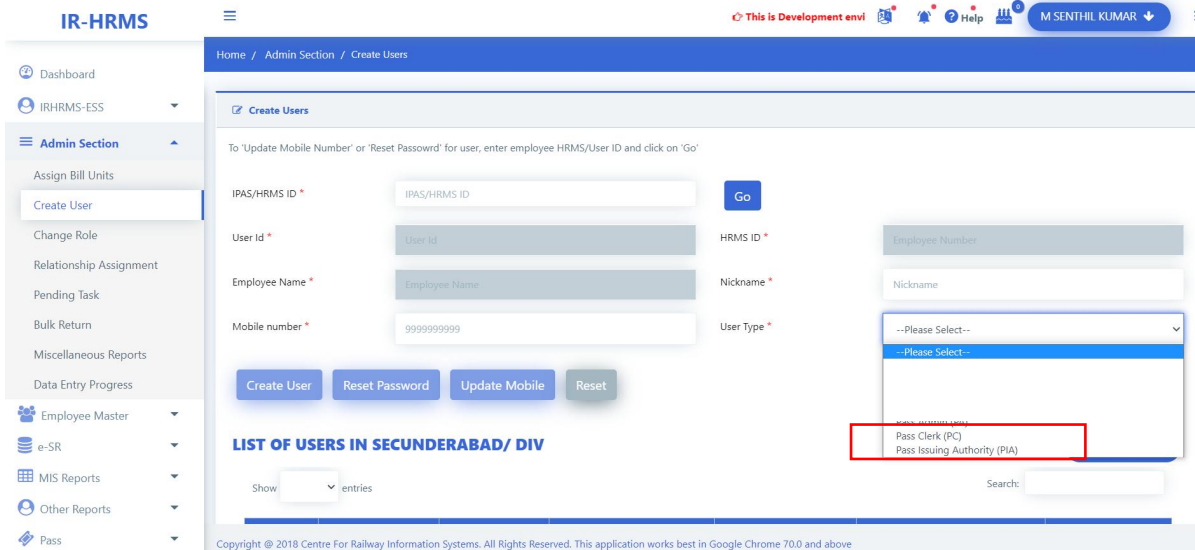 IR-HRMS
This is Development envi
Help
0
M SENTHIL KUMAR
Home / Admin Section / Create Users
Dashboard
IRHRMS-ESS
Admin Section
Assign Bill Units
Create User
Change Role
Relationship Assignment
Pending Task
Bulk Return
Miscellaneous Reports
Data Entry Progress
Employee Master
e-SR
MIS Reports
Other Reports
Pass
Create Users
To 'Update Mobile Number' or 'Reset Passowrd' for user, enter employee HRMS/User ID and click on 'Go'
IPAS/HRMS ID * IPAS/HRMS ID Go
User Id * User Id HRMS ID * Employee Number
Employee Name * Employee Name Nickname * Nickname
Mobile number * 9999999999 User Type * --Please Select--
--Please Select--
Pass Admin (PA)
Pass Clerk (PC)
Pass Issuing Authority (PIA)
Create User Reset Password Update Mobile Reset
LIST OF USERS IN SECUNDERABAD/ DIV
Show entries Search:
Copyright @ 2018 Centre For Railway Information Systems. All Rights Reserved. This application works best in Google Chrome 70.0 and above